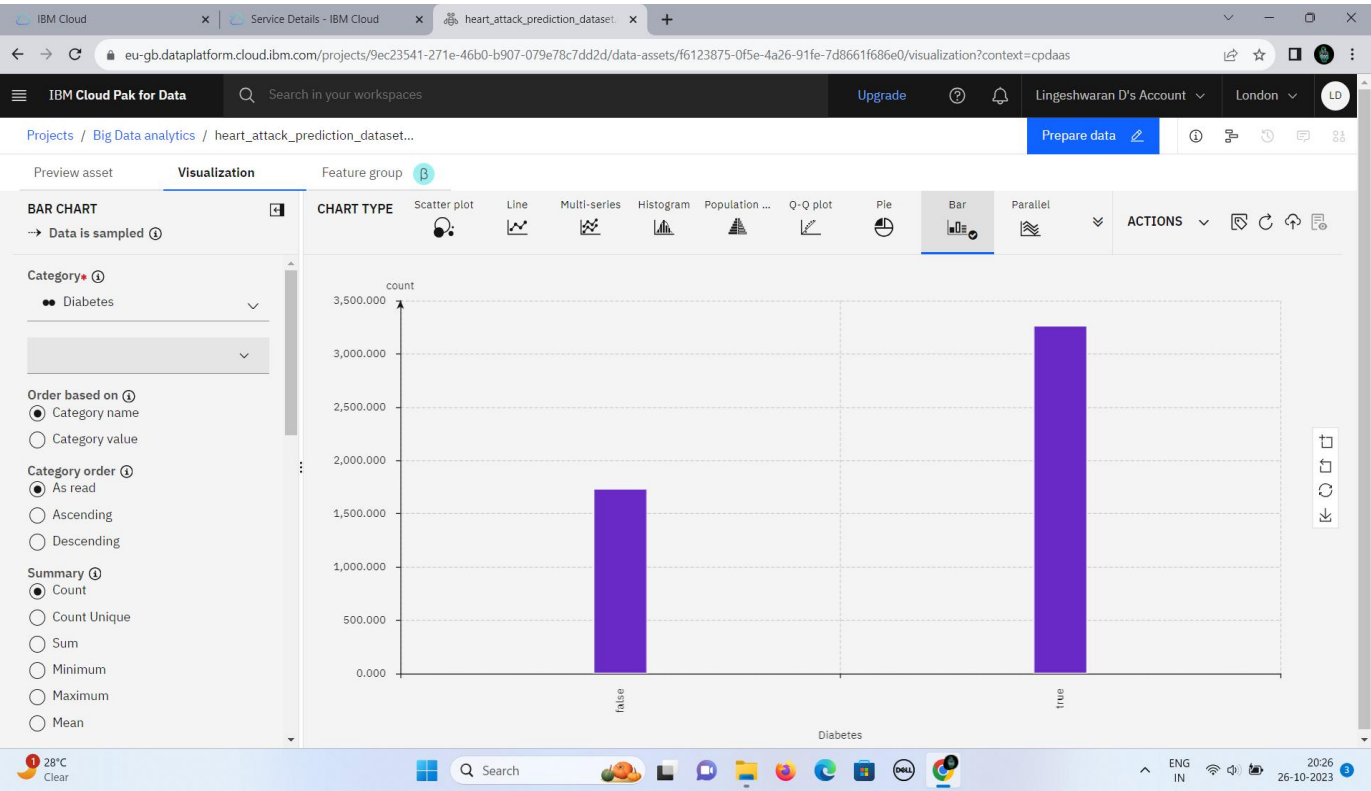 IBM Cloud
Service Details - IBM Cloud
heart_attack_prediction_dataset.
eu-gb.dataplatform.cloud.ibm.com/projects/9ec23541-271e-46b0-b907-079e78c7dd2d/data-assets/f6123875-0f5e-4a26-91fe-7d8661f686e0/visualization?context=cpdaas
IBM Cloud Pak for Data
Search in your workspaces
Upgrade
Lingeshwaran D's Account
London
LD
Projects / Big Data analytics / heart_attack_prediction_dataset...
Prepare data
Preview asset
Visualization
Feature group β
BAR CHART
Data is sampled
CHART TYPE
Scatter plot
Line
Multi-series
Histogram
Population ...
Q-Q plot
Pie
Bar
Parallel
ACTIONS
Category*
Diabetes
Order based on
Category name
Category value
Category order
As read
Ascending
Descending
Summary
Count
Count Unique
Sum
Minimum
Maximum
Mean
count
3,500.000
3,000.000
2,500.000
2,000.000
1,500.000
1,000.000
500.000
0.000
false
true
Diabetes
1
28°C
Clear
Search
DELL
ENG
IN
20:26
26-10-2023
3